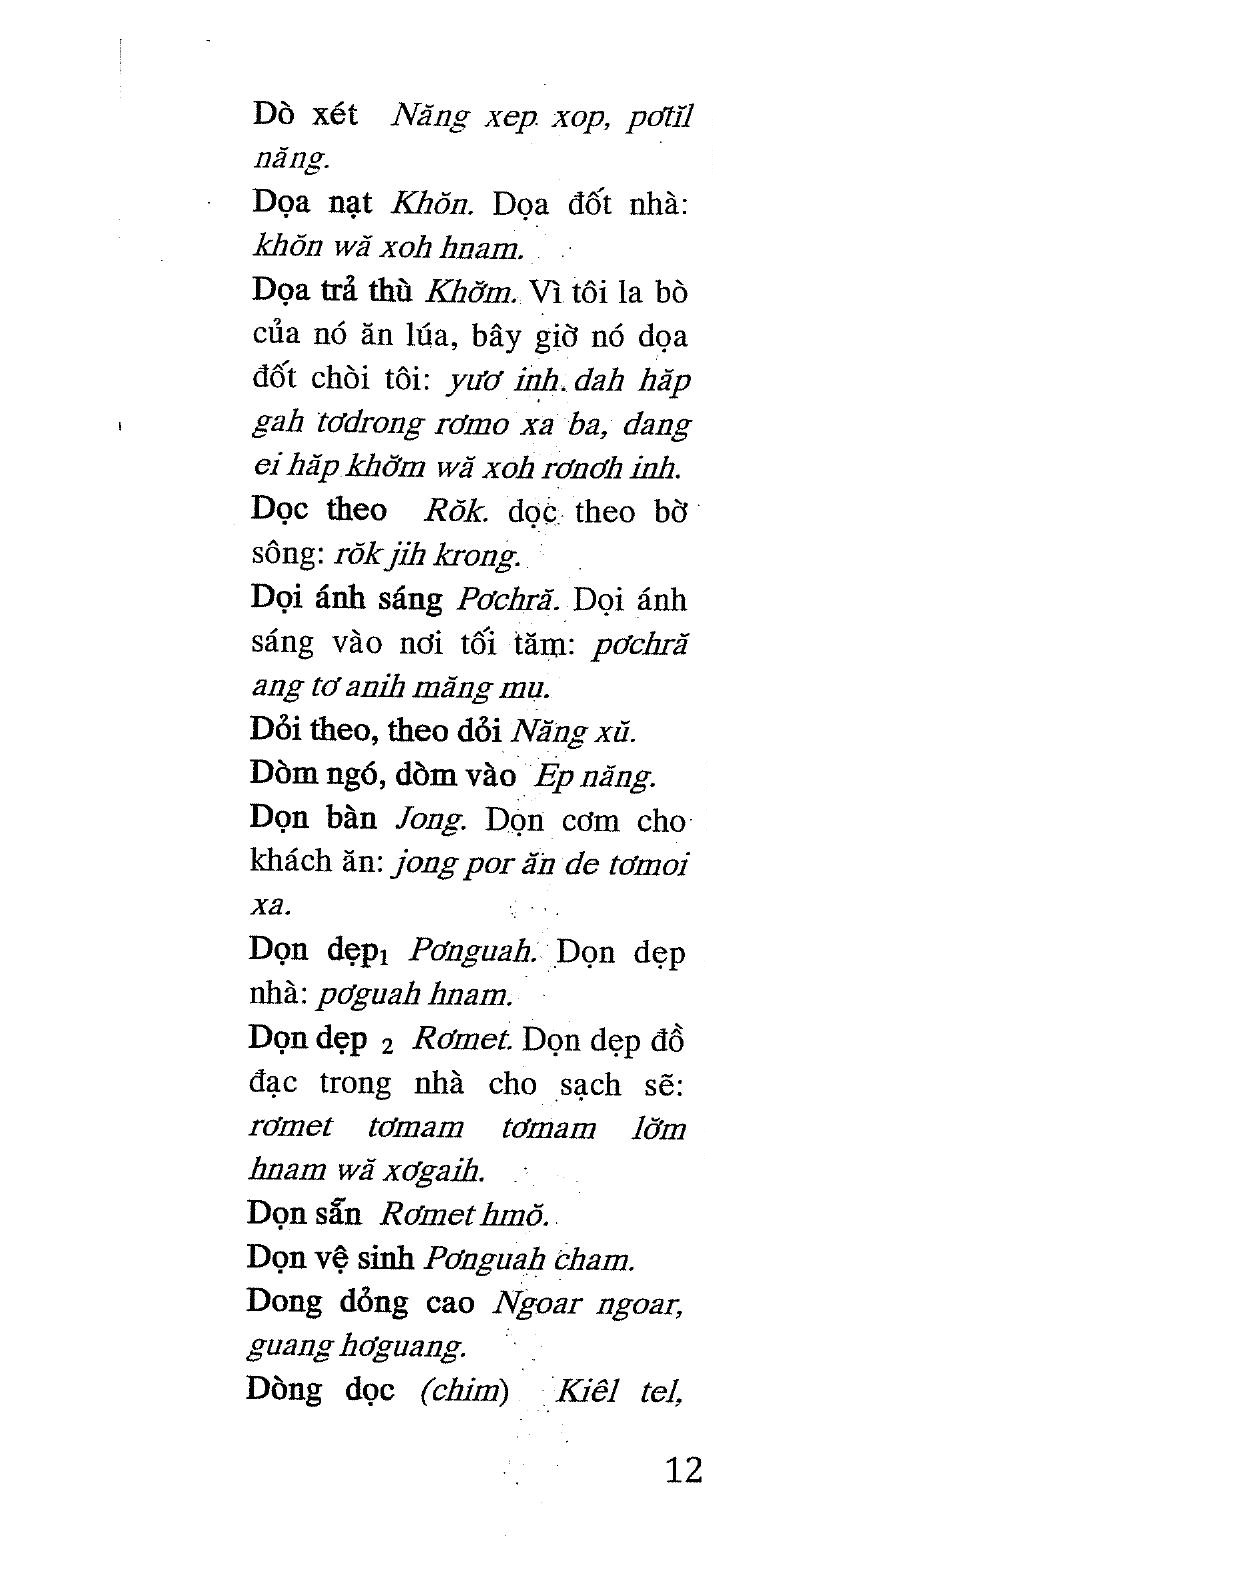 Dò xét Năng xep xop, pơtĭl
năng.
Dọa nạt Khŏn. Dọa đốt nhà:
khŏn wă xoh hnam.
Dọa trả thù Khơ̆m. Vì tôi la bò
của nó ăn lúa, bây giờ nó dọa
đốt chòi tôi: yươ inh dah hăp
gah tơdrong rơmo xa ba, dang
ei hăp khơ̆m wă xoh rơnơh inh.
Dọc theo Rŏk. dọc theo bờ
sông: rŏk jih krong.
Dọi ánh sáng Pơchră. Dọi ánh
sáng vào nơi tối tăm: pơchră
ang tơ anih măng mu.
Dỏi theo, theo dỏi Năng xŭ.
Dòm ngó, dòm vào Ep năng.
Dọn bàn Jong. Dọn cơm cho
khách ăn: jong por ăn de tơmoi
xa.
Dọn dẹp₁ Pơnguah. Dọn dẹp
nhà: pơguah hnam.
Dọn dẹp ₂ Rơmet. Dọn dẹp đồ
đạc trong nhà cho sạch sẽ:
rơmet tơmam tơmam lơ̆m
hnam wă xơgaih.
Dọn sẵn Rơmet hmŏ.
Dọn vệ sinh Pơnguah cham.
Dong dỏng cao Ngoar ngoar,
guang hơguang.
Dòng dọc (chim) Kiêl tel,
12